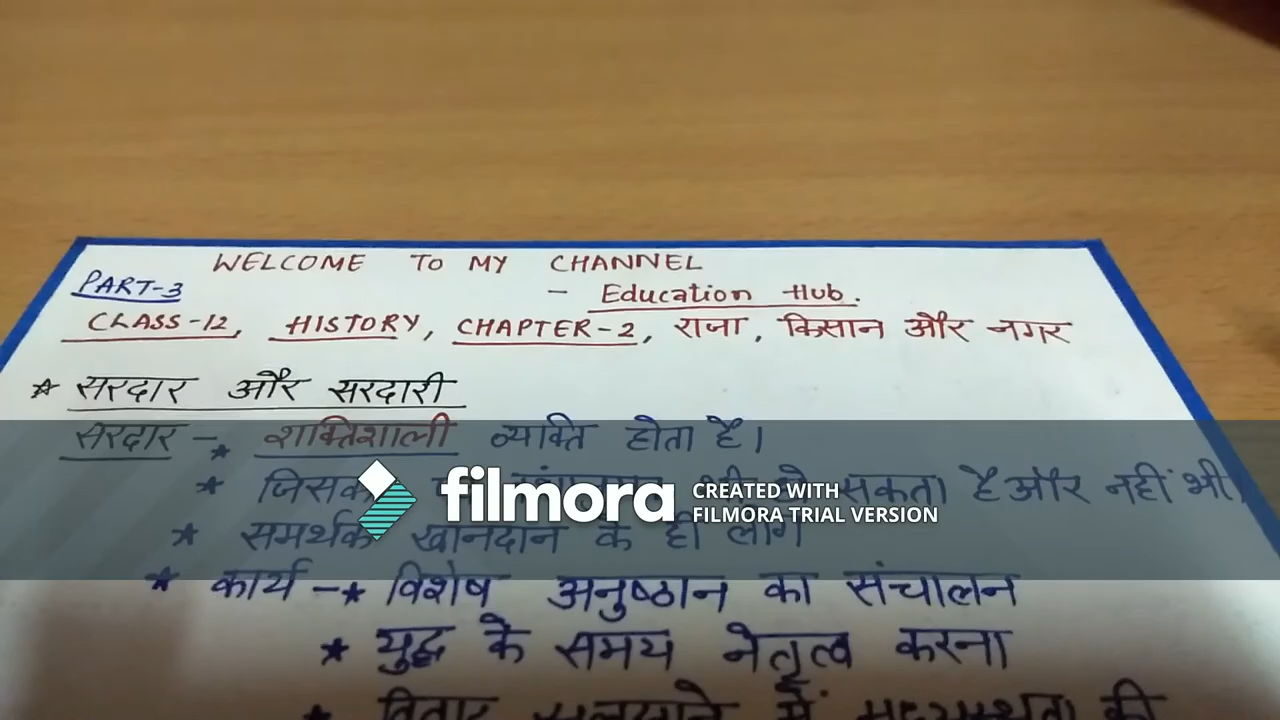 WELCOME TO MY CHANNEL
PART-3
- Education Hub.
CLASS-12, HISTORY, CHAPTER-2, राजा, किसान और नगर
* सरदार और सरदारी
सरदार - * शक्तिशाली व्यक्ति होता है।
* सकता है और नहीं भी
* समर्थक खानदान के ही लोग
filmora CREATED WITH
FILMORA TRIAL VERSION
* कार्य - * विशेष अनुष्ठान का संचालन
* युद्ध के समय नेतृत्व करना
* में की